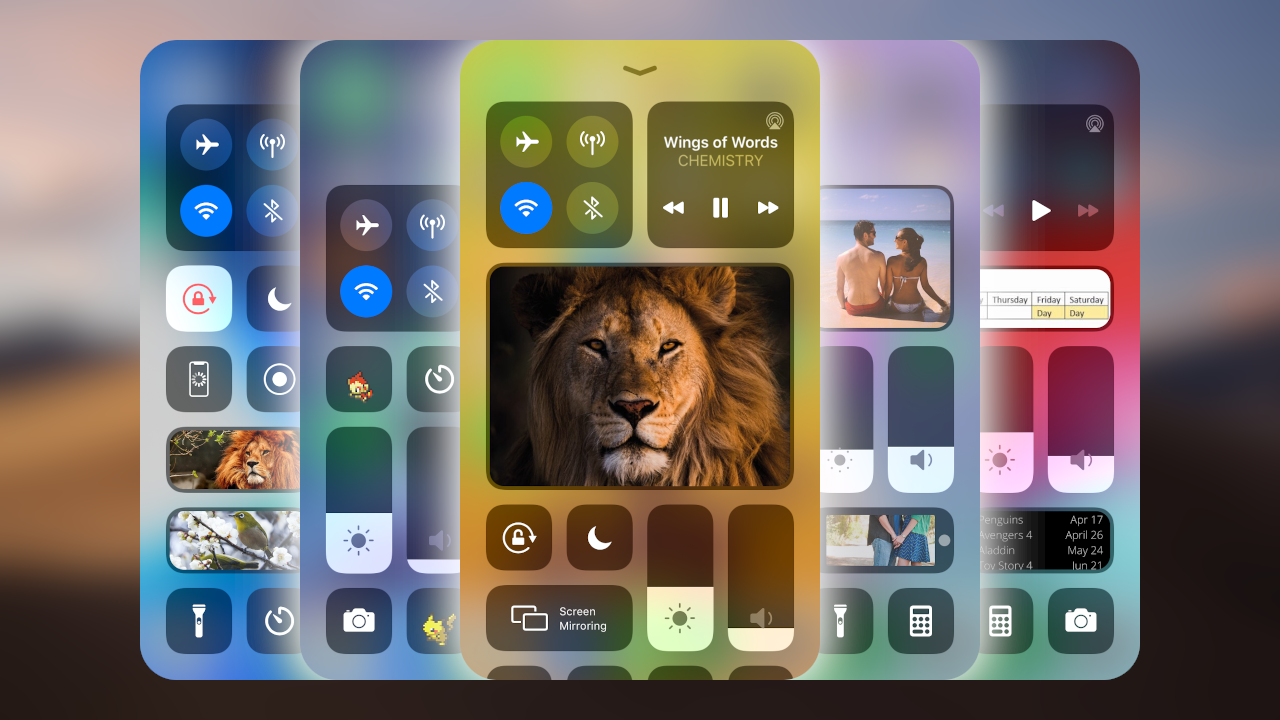 Wings of Words
CHEMISTRY
Thursday Friday Saturday
Day Day
Penguins Apr 17
Avengers 4 April 26
Aladdin May 24
Toy Story 4 Jun 21
Screen
Mirroring